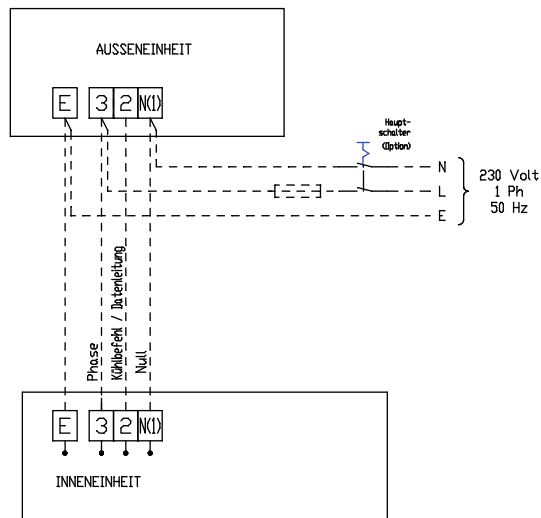 AUSSENEINHEIT
E 3 2 N(1)
Haupt-
schalter
(Option)
N
L
E
230 Volt
1 Ph
50 Hz
Phase
Kühlbefehl / Datenleitung
Null
E 3 2 N(1)
INNENEINHEIT